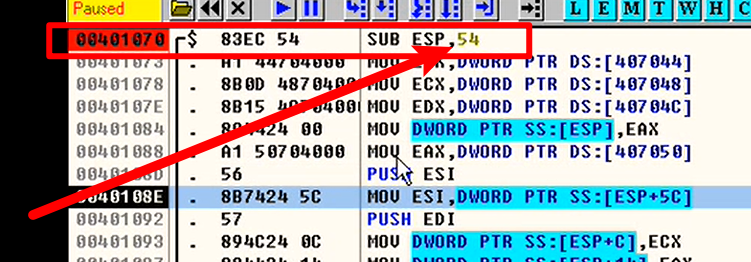 Paused L E M T W H C
00401070 $ 83EC 54 SUB ESP,54
00401073 . A1 44704000 MOV EAX,DWORD PTR DS:[407044]
00401078 . 8B0D 48704000 MOV ECX,DWORD PTR DS:[407048]
0040107E . 8B15 4C704000 MOV EDX,DWORD PTR DS:[40704C]
00401084 . 890424 00 MOV DWORD PTR SS:[ESP],EAX
00401088 . A1 50704000 MOV EAX,DWORD PTR DS:[407050]
0040108D . 56 PUSH ESI
0040108E . 8B7424 5C MOV ESI,DWORD PTR SS:[ESP+5C]
00401092 . 57 PUSH EDI
00401093 . 894C24 0C MOV DWORD PTR SS:[ESP+C],ECX